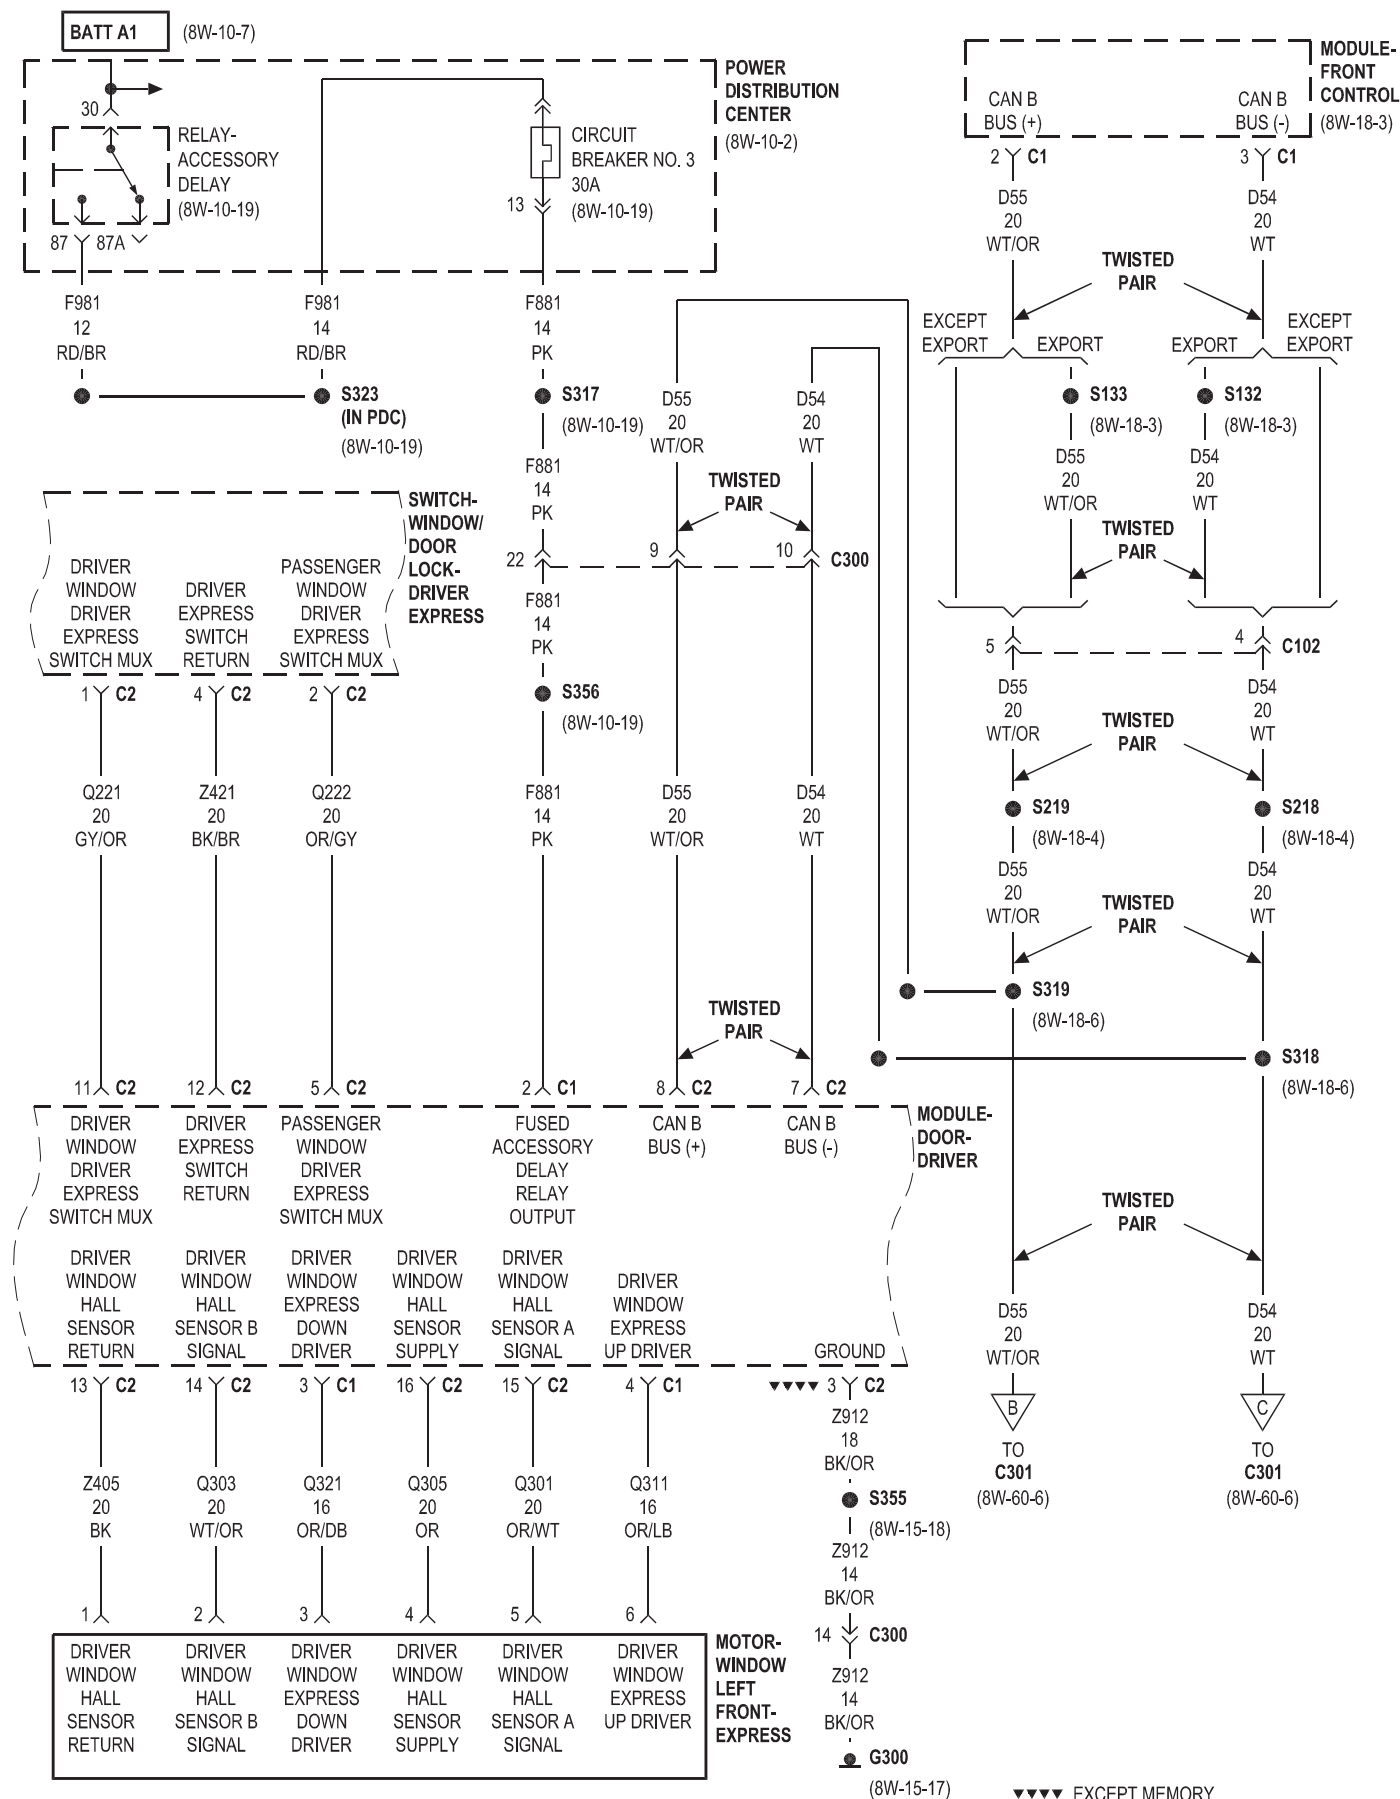 BATT A1 (8W-10-7)
POWER
DISTRIBUTION
CENTER
(8W-10-2)
30
RELAY-
ACCESSORY
DELAY
(8W-10-19)
87 87A
CIRCUIT
BREAKER NO. 3
30A
(8W-10-19)
13
MODULE-
FRONT
CONTROL
(8W-18-3)
CAN B
BUS (+)
CAN B
BUS (-)
2 C1
3 C1
D55
20
WT/OR
D54
20
WT
TWISTED
PAIR
EXCEPT
EXPORT
EXPORT
EXPORT
EXCEPT
EXPORT
S133
(8W-18-3)
S132
(8W-18-3)
D55
20
WT/OR
D54
20
WT
TWISTED
PAIR
5
4
C102
D55
20
WT/OR
D54
20
WT
TWISTED
PAIR
S219
(8W-18-4)
S218
(8W-18-4)
D55
20
WT/OR
D54
20
WT
TWISTED
PAIR
S319
(8W-18-6)
S318
(8W-18-6)
TWISTED
PAIR
D55
20
WT/OR
D54
20
WT
B
C
TO
C301
(8W-60-6)
TO
C301
(8W-60-6)
F981
12
RD/BR
F981
14
RD/BR
F881
14
PK
S323
(IN PDC)
(8W-10-19)
S317
(8W-10-19)
D55
20
WT/OR
D54
20
WT
F881
14
PK
TWISTED
PAIR
22
9
10
C300
F881
14
PK
S356
(8W-10-19)
SWITCH-
WINDOW/
DOOR
LOCK-
DRIVER
EXPRESS
DRIVER
WINDOW
DRIVER
EXPRESS
SWITCH MUX
DRIVER
EXPRESS
SWITCH
RETURN
PASSENGER
WINDOW
DRIVER
EXPRESS
SWITCH MUX
1 C2
4 C2
2 C2
Q221
20
GY/OR
Z421
20
BK/BR
Q222
20
OR/GY
F881
14
PK
D55
20
WT/OR
D54
20
WT
TWISTED
PAIR
11 C2
12 C2
5 C2
2 C1
8 C2
7 C2
MODULE-
DOOR-
DRIVER
DRIVER
WINDOW
DRIVER
EXPRESS
SWITCH MUX
DRIVER
EXPRESS
SWITCH
RETURN
PASSENGER
WINDOW
DRIVER
EXPRESS
SWITCH MUX
FUSED
ACCESSORY
DELAY
RELAY
OUTPUT
CAN B
BUS (+)
CAN B
BUS (-)
DRIVER
WINDOW
HALL
SENSOR
RETURN
DRIVER
WINDOW
HALL
SENSOR B
SIGNAL
DRIVER
WINDOW
EXPRESS
DOWN
DRIVER
DRIVER
WINDOW
HALL
SENSOR
SUPPLY
DRIVER
WINDOW
HALL
SENSOR A
SIGNAL
DRIVER
WINDOW
EXPRESS
UP DRIVER
GROUND
13 C2
14 C2
3 C1
16 C2
15 C2
4 C1
▼▼▼▼ 3 C2
Z405
20
BK
Q303
20
WT/OR
Q321
16
OR/DB
Q305
20
OR
Q301
20
OR/WT
Q311
16
OR/LB
Z912
18
BK/OR
S355
(8W-15-18)
Z912
14
BK/OR
14 C300
Z912
14
BK/OR
G300
(8W-15-17)
1
2
3
4
5
6
MOTOR-
WINDOW
LEFT
FRONT-
EXPRESS
DRIVER
WINDOW
HALL
SENSOR
RETURN
DRIVER
WINDOW
HALL
SENSOR B
SIGNAL
DRIVER
WINDOW
EXPRESS
DOWN
DRIVER
DRIVER
WINDOW
HALL
SENSOR
SUPPLY
DRIVER
WINDOW
HALL
SENSOR A
SIGNAL
DRIVER
WINDOW
EXPRESS
UP DRIVER
▼▼▼▼ EXCEPT MEMORY